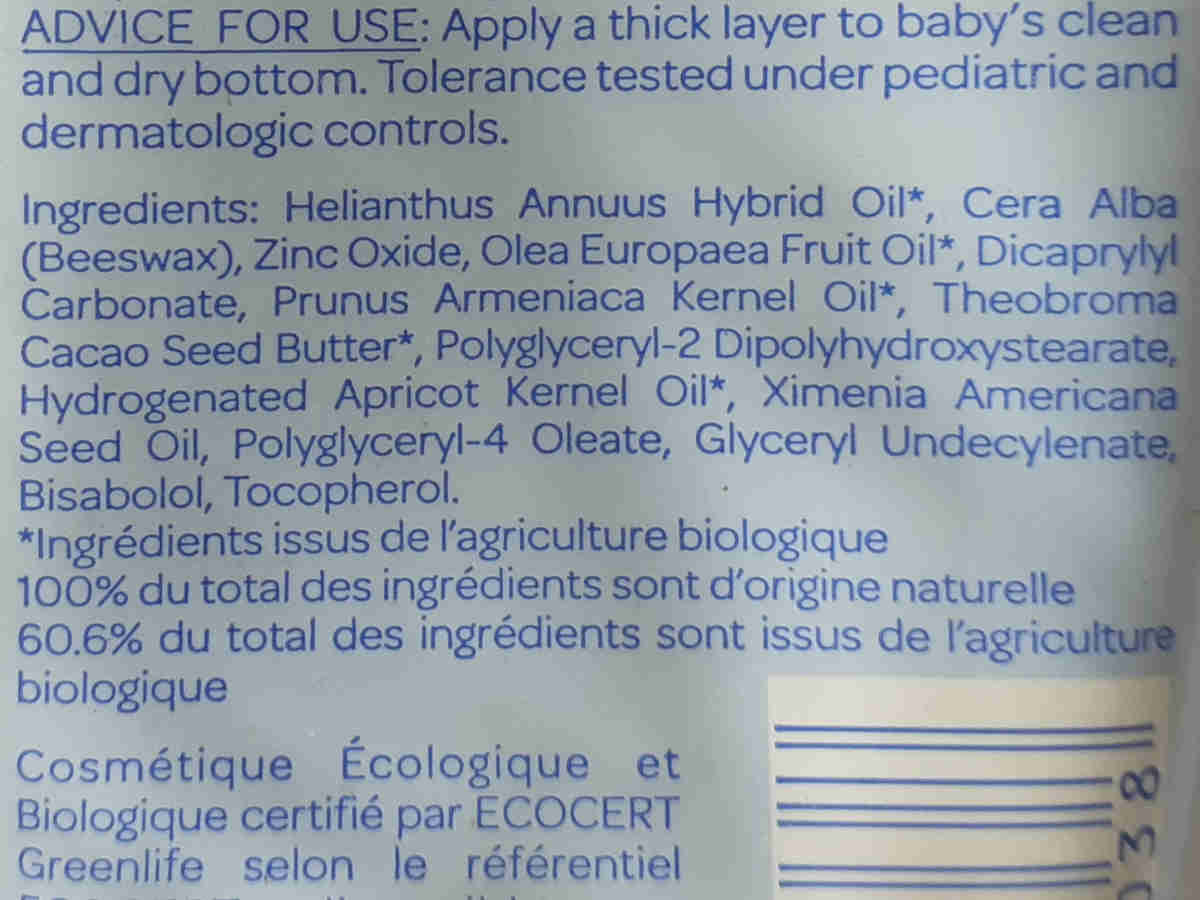 ADVICE FOR USE: Apply a thick layer to baby's clean
and dry bottom. Tolerance tested under pediatric and
dermatologic controls.
Ingredients: Helianthus Annuus Hybrid Oil*, Cera Alba
(Beeswax), Zinc Oxide, Olea Europaea Fruit Oil*, Dicaprylyl
Carbonate, Prunus Armeniaca Kernel Oil*, Theobroma
Cacao Seed Butter*, Polyglyceryl-2 Dipolyhydroxystearate,
Hydrogenated Apricot Kernel Oil*, Ximenia Americana
Seed Oil, Polyglyceryl-4 Oleate, Glyceryl Undecylenate,
Bisabolol, Tocopherol.
*Ingrédients issus de l'agriculture biologique
100% du total des ingrédients sont d'origine naturelle
60.6% du total des ingrédients sont issus de l'agriculture
biologique
Cosmétique Écologique et
Biologique certifié par ECOCERT
Greenlife selon le référentiel
038